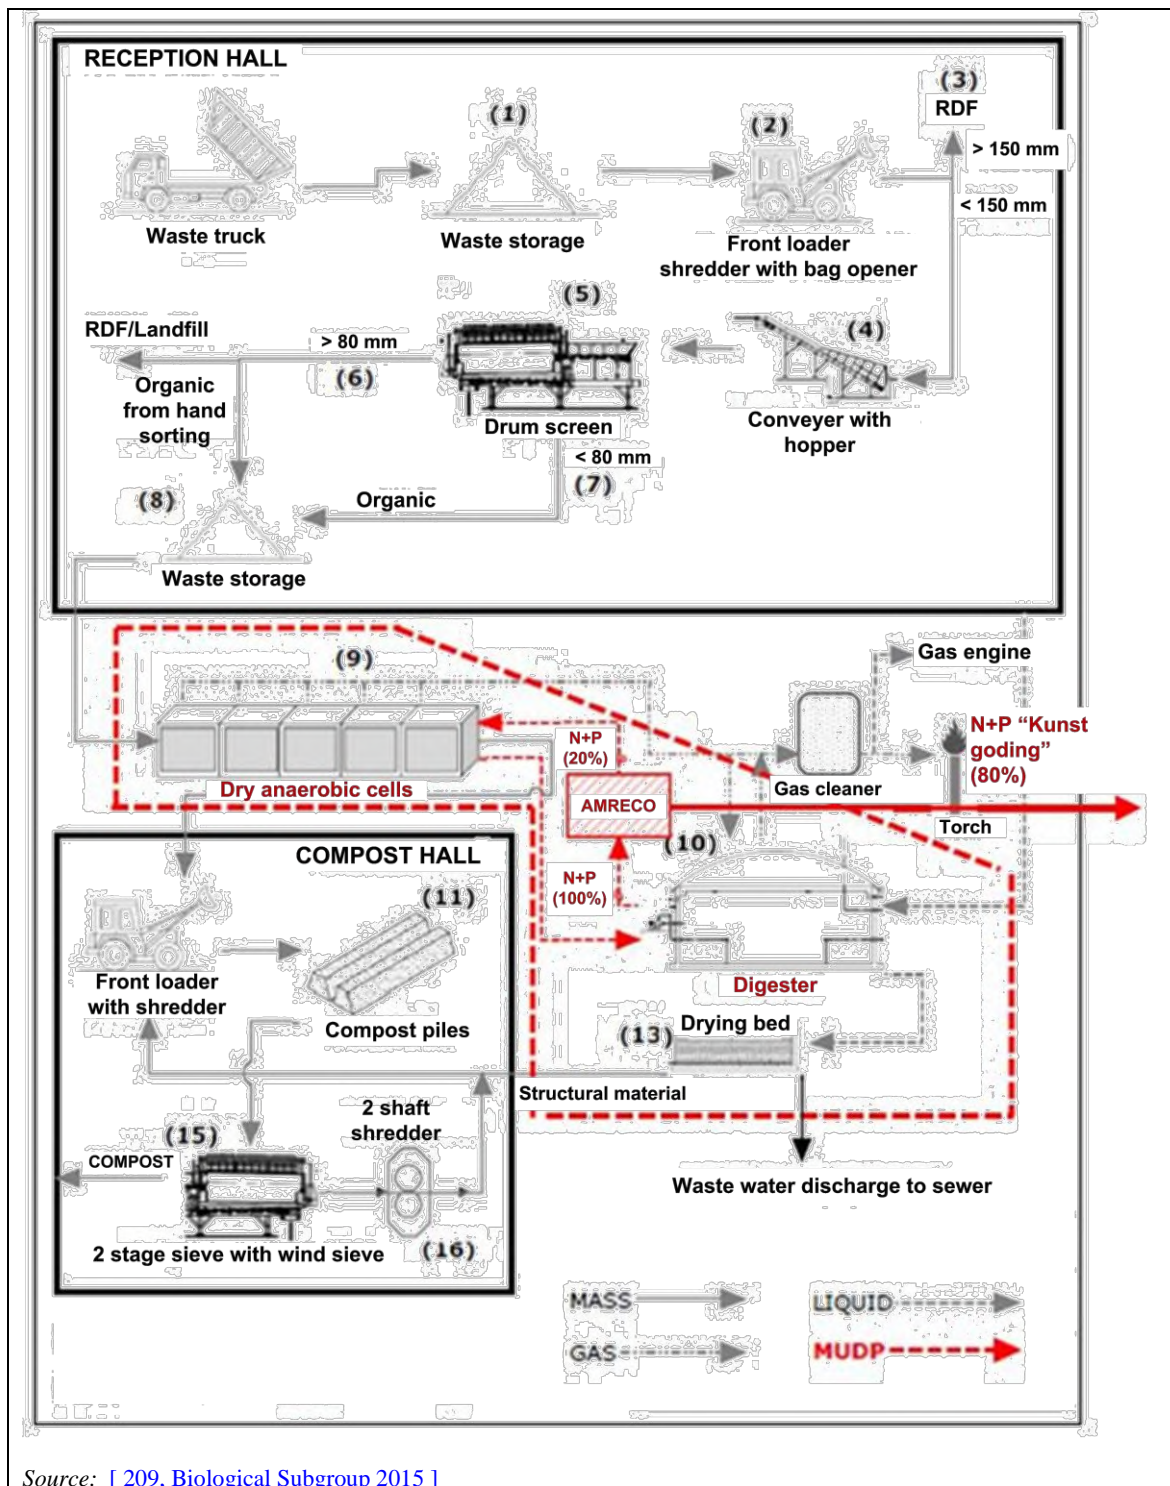 RECEPTION HALL
(1)
(2)
(3)
RDF
> 150 mm
< 150 mm
Waste truck
Waste storage
Front loader
shredder with bag opener
(5)
(4)
RDF/Landfill
> 80 mm
(6)
Organic
from hand
sorting
Drum screen
Conveyer with
hopper
< 80 mm
(7)
(8)
Organic
Waste storage
(9)
Gas engine
N+P
(20%)
N+P “Kunst
goding”
(80%)
Dry anaerobic cells
AMRECO
Gas cleaner
Torch
(10)
COMPOST HALL
N+P
(100%)
(11)
Front loader
with shredder
Compost piles
Digester
Drying bed
(13)
Structural material
2 shaft
shredder
(15)
COMPOST
Waste water discharge to sewer
2 stage sieve with wind sieve
(16)
MASS
LIQUID
GAS
MUDP
Source: [ 209, Biological Subgroup 2015 ]